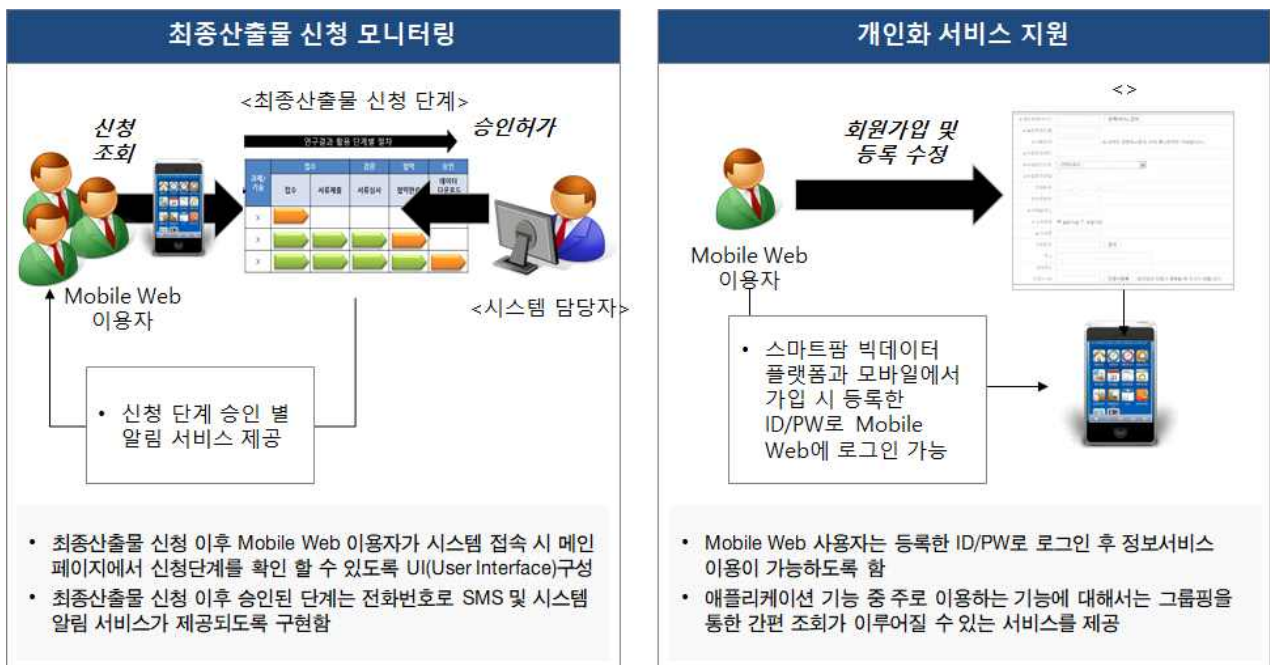 최종산출물 신청 모니터링
<최종산출물 신청 단계>
신청
조회
승인허가
연구결과 활용 단계별 절차
과제/
기술
접수
검증
협약
승인
접수
서류제출
서류심사
협약완료
데이터
다운로드
Mobile Web
이용자
<시스템 담당자>
• 신청 단계 승인 별
알림 서비스 제공
• 최종산출물 신청 이후 Mobile Web 이용자가 시스템 접속 시 메인
페이지에서 신청단계를 확인 할 수 있도록 UI(User Interface)구성
• 최종산출물 신청 이후 승인된 단계는 전화번호로 SMS 및 시스템
알림 서비스가 제공되도록 구현함
개인화 서비스 지원
<>
회원가입 및
등록 수정
Mobile Web
이용자
• 스마트팜 빅데이터
플랫폼과 모바일에서
가입 시 등록한
ID/PW로 Mobile
Web에 로그인 가능
• Mobile Web 사용자는 등록한 ID/PW로 로그인 후 정보서비스
이용이 가능하도록 함
• 애플리케이션 기능 중 주로 이용하는 기능에 대해서는 그룹핑을
통한 간편 조회가 이루어질 수 있는 서비스를 제공